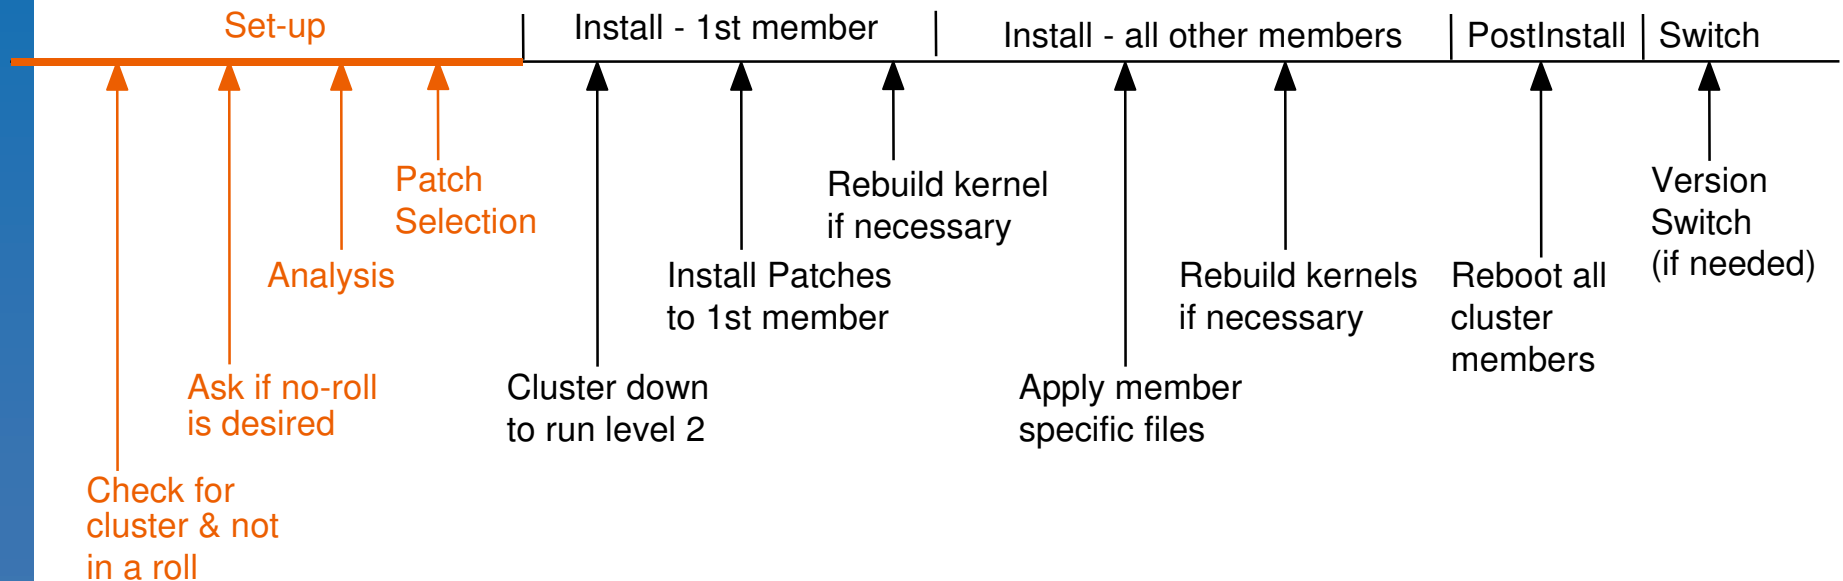 Set-up
Install - 1st member
Install - all other members
PostInstall
Switch
Check for
cluster & not
in a roll
Ask if no-roll
is desired
Analysis
Patch
Selection
Cluster down
to run level 2
Install Patches
to 1st member
Rebuild kernel
if necessary
Apply member
specific files
Rebuild kernels
if necessary
Reboot all
cluster
members
Version
Switch
(if needed)